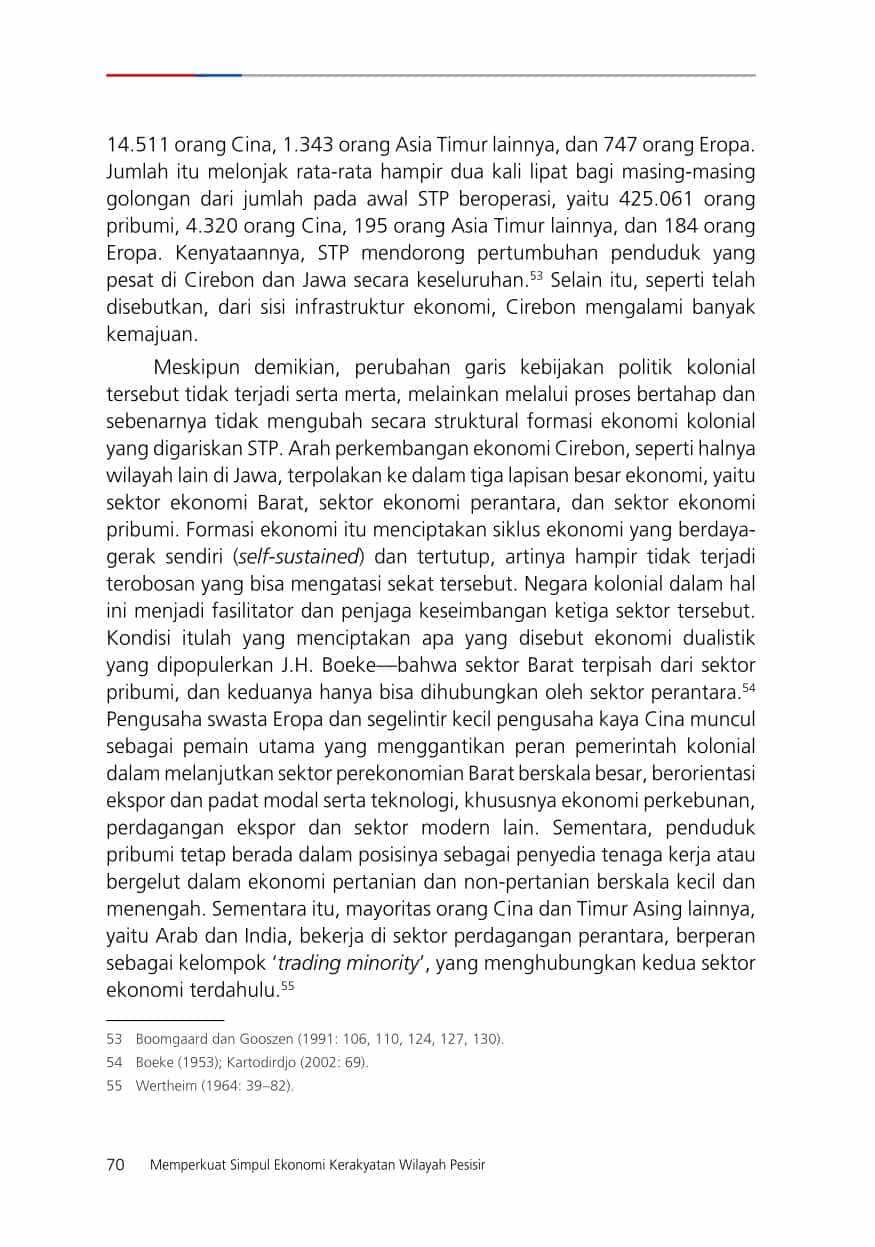 14.511 orang Cina, 1.343 orang Asia Timur lainnya, dan 747 orang Eropa.
Jumlah itu melonjak rata-rata hampir dua kali lipat bagi masing-masing
golongan dari jumlah pada awal STP beroperasi, yaitu 425.061 orang
pribumi, 4.320 orang Cina, 195 orang Asia Timur lainnya, dan 184 orang
Eropa. Kenyataannya, STP mendorong pertumbuhan penduduk yang
pesat di Cirebon dan Jawa secara keseluruhan.⁵³ Selain itu, seperti telah
disebutkan, dari sisi infrastruktur ekonomi, Cirebon mengalami banyak
kemajuan.
Meskipun demikian, perubahan garis kebijakan politik kolonial
tersebut tidak terjadi serta merta, melainkan melalui proses bertahap dan
sebenarnya tidak mengubah secara struktural formasi ekonomi kolonial
yang digariskan STP. Arah perkembangan ekonomi Cirebon, seperti halnya
wilayah lain di Jawa, terpolakan ke dalam tiga lapisan besar ekonomi, yaitu
sektor ekonomi Barat, sektor ekonomi perantara, dan sektor ekonomi
pribumi. Formasi ekonomi itu menciptakan siklus ekonomi yang berdaya-
gerak sendiri (self-sustained) dan tertutup, artinya hampir tidak terjadi
terobosan yang bisa mengatasi sekat tersebut. Negara kolonial dalam hal
ini menjadi fasilitator dan penjaga keseimbangan ketiga sektor tersebut.
Kondisi itulah yang menciptakan apa yang disebut ekonomi dualistik
yang dipopulerkan J.H. Boeke—bahwa sektor Barat terpisah dari sektor
pribumi, dan keduanya hanya bisa dihubungkan oleh sektor perantara.⁵⁴
Pengusaha swasta Eropa dan segelintir kecil pengusaha kaya Cina muncul
sebagai pemain utama yang menggantikan peran pemerintah kolonial
dalam melanjutkan sektor perekonomian Barat berskala besar, berorientasi
ekspor dan padat modal serta teknologi, khususnya ekonomi perkebunan,
perdagangan ekspor dan sektor modern lain. Sementara, penduduk
pribumi tetap berada dalam posisinya sebagai penyedia tenaga kerja atau
bergelut dalam ekonomi pertanian dan non-pertanian berskala kecil dan
menengah. Sementara itu, mayoritas orang Cina dan Timur Asing lainnya,
yaitu Arab dan India, bekerja di sektor perdagangan perantara, berperan
sebagai kelompok ‘trading minority’, yang menghubungkan kedua sektor
ekonomi terdahulu.⁵⁵
53 Boomgaard dan Gooszen (1991: 106, 110, 124, 127, 130).
54 Boeke (1953); Kartodirdjo (2002: 69).
55 Wertheim (1964: 39–82).
70 Memperkuat Simpul Ekonomi Kerakyatan Wilayah Pesisir